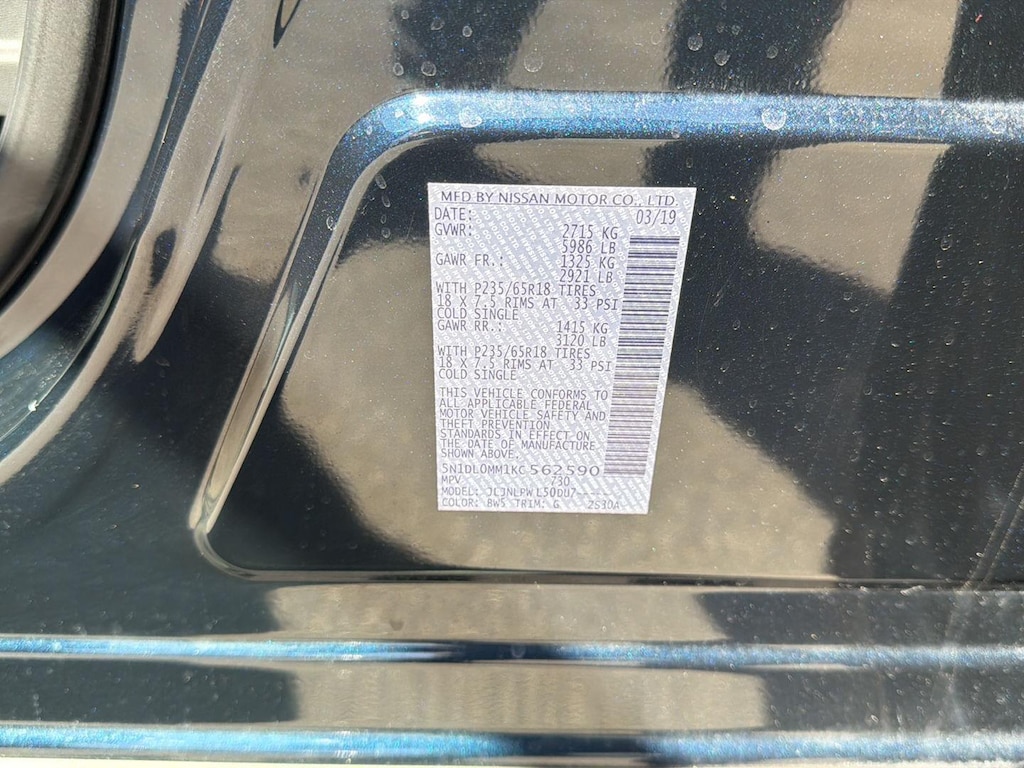 MFD BY NISSAN MOTOR CO., LTD.
DATE: 03/19
GVWR: 2715 KG
5986 LB
GAWR FR.: 1325 KG
2921 LB
WITH P235/65R18 TIRES
18 X 7.5 RIMS AT 33 PSI
COLD SINGLE
GAWR RR.: 1415 KG
3120 LB
WITH P235/65R18 TIRES
18 X 7.5 RIMS AT 33 PSI
COLD SINGLE
THIS VEHICLE CONFORMS TO
ALL APPLICABLE FEDERAL
MOTOR VEHICLE SAFETY AND
THEFT PREVENTION
STANDARDS IN EFFECT ON
THE DATE OF MANUFACTURE
SHOWN ABOVE.
5N1DL0MM1KC 562590
MPV 730
MODEL: JLJNLPW L50DU7-----
COLOR: BW5 TRIM: G 2S30A